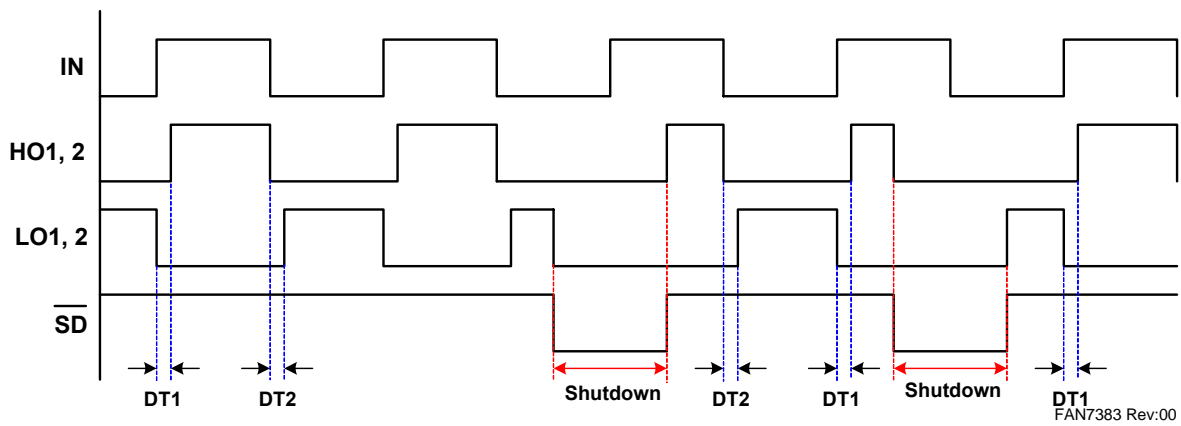 IN
HO1, 2
LO1, 2
SD
DT1
DT2
Shutdown
DT2
DT1
Shutdown
DT1
FAN7383 Rev:00